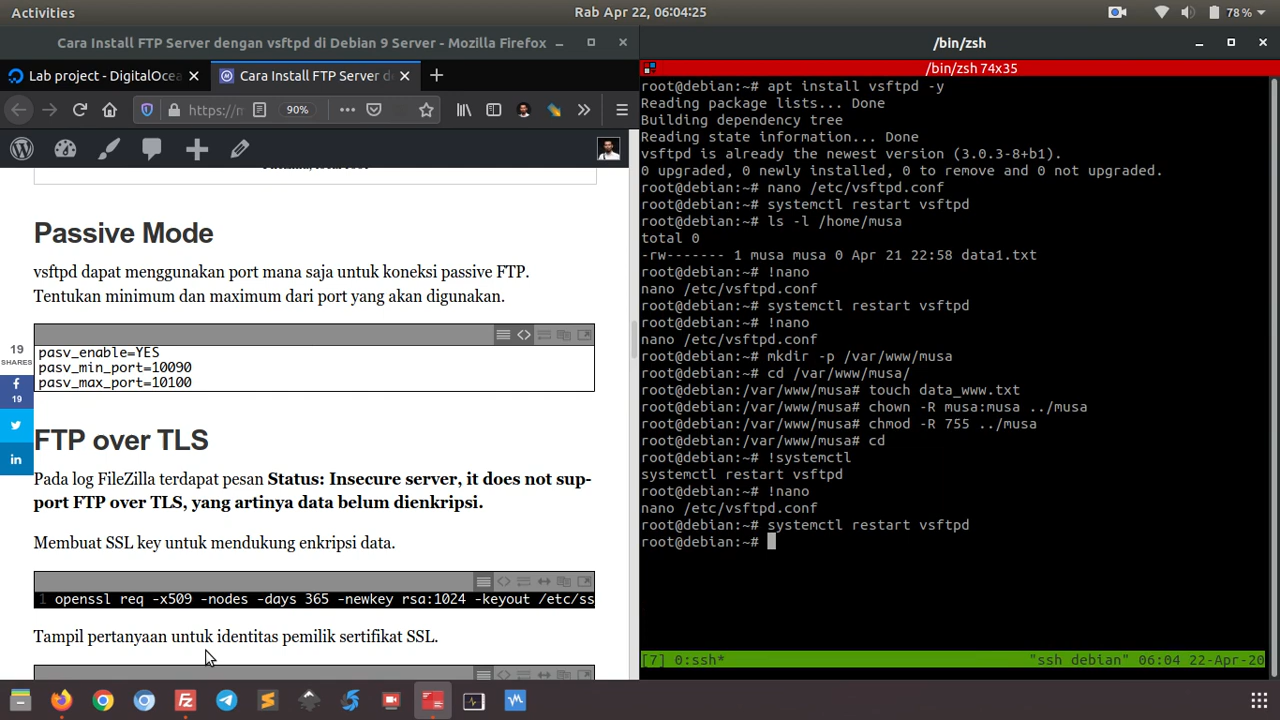 Activities
Rab Apr 22, 06:04:25
78 %
Cara Install FTP Server dengan vsftpd di Debian 9 Server - Mozilla Firefox
Lab project - DigitalOcea
Cara Install FTP Server d
https://m
90%
Passive Mode
vsftpd dapat menggunakan port mana saja untuk koneksi passive FTP.
Tentukan minimum dan maximum dari port yang akan digunakan.
19
SHARES
19
pasv_enable=YES
pasv_min_port=10090
pasv_max_port=10100
FTP over TLS
Pada log FileZilla terdapat pesan Status: Insecure server, it does not sup-
port FTP over TLS, yang artinya data belum dienkripsi.
Membuat SSL key untuk mendukung enkripsi data.
1 openssl req -x509 -nodes -days 365 -newkey rsa:1024 -keyout /etc/ss
Tampil pertanyaan untuk identitas pemilik sertifikat SSL.
/bin/zsh
/bin/zsh 74x35
root@debian:~# apt install vsftpd -y
Reading package lists... Done
Building dependency tree
Reading state information... Done
vsftpd is already the newest version (3.0.3-8+b1).
0 upgraded, 0 newly installed, 0 to remove and 0 not upgraded.
root@debian:~# nano /etc/vsftpd.conf
root@debian:~# systemctl restart vsftpd
root@debian:~# ls -l /home/musa
total 0
-rw------- 1 musa musa 0 Apr 21 22:58 data1.txt
root@debian:~# !nano
nano /etc/vsftpd.conf
root@debian:~# systemctl restart vsftpd
root@debian:~# !nano
nano /etc/vsftpd.conf
root@debian:~# mkdir -p /var/www/musa
root@debian:~# cd /var/www/musa/
root@debian:/var/www/musa# touch data_www.txt
root@debian:/var/www/musa# chown -R musa:musa ../musa
root@debian:/var/www/musa# chmod -R 755 ../musa
root@debian:/var/www/musa# cd
root@debian:~# !systemctl
systemctl restart vsftpd
root@debian:~# !nano
nano /etc/vsftpd.conf
root@debian:~# systemctl restart vsftpd
root@debian:~#
[7] 0:ssh* "ssh debian" 06:04 22-Apr-20